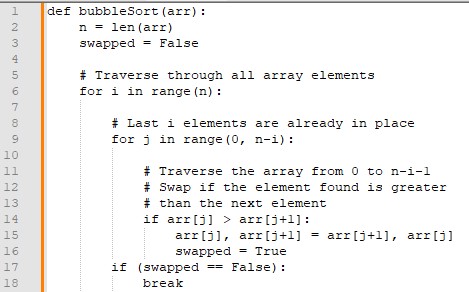 1 def bubbleSort(arr):
2     n = len(arr)
3     swapped = False
4
5     # Traverse through all array elements
6     for i in range(n):
7
8         # Last i elements are already in place
9         for j in range(0, n-i):
10
11             # Traverse the array from 0 to n-i-1
12             # Swap if the element found is greater
13             # than the next element
14             if arr[j] > arr[j+1]:
15                 arr[j], arr[j+1] = arr[j+1], arr[j]
16                 swapped = True
17         if (swapped == False):
18             break